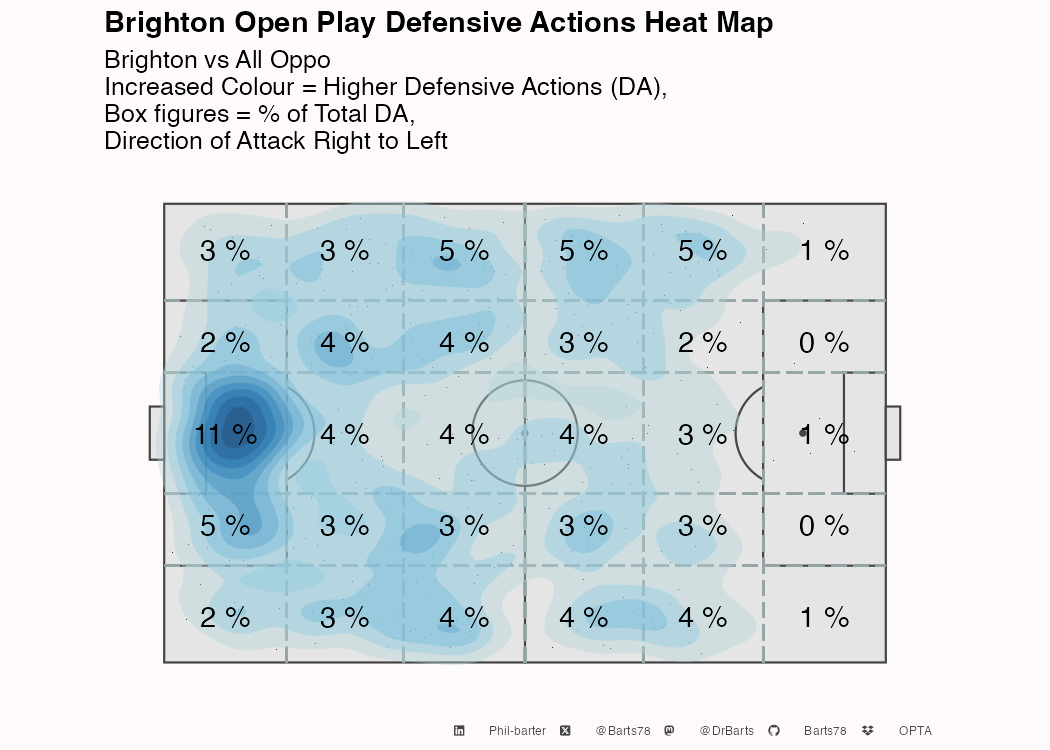 Brighton Open Play Defensive Actions Heat Map
Brighton vs All Oppo
Increased Colour = Higher Defensive Actions (DA),
Box figures = % of Total DA,
Direction of Attack Right to Left
3 % 3 % 5 % 5 % 5 % 1 %
2 % 4 % 4 % 3 % 2 % 0 %
11 % 4 % 4 % 4 % 3 % 1 %
5 % 3 % 3 % 3 % 3 % 0 %
2 % 3 % 4 % 4 % 4 % 1 %
Phil-barter @Barts78 @DrBarts Barts78 OPTA